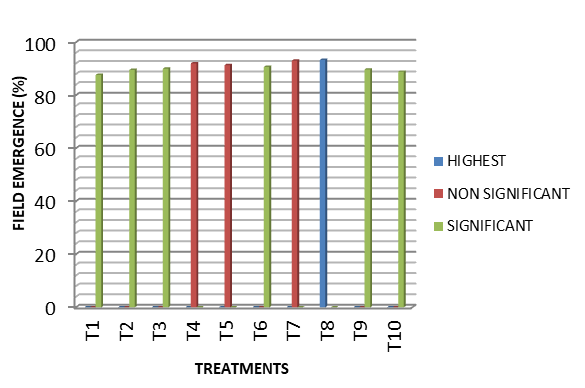 100
80
60
40
20
0
FIELD EMERGENCE (%)
T1 T2 T3 T4 T5 T6 T7 T8 T9 T10
TREATMENTS
HIGHEST
NON SIGNIFICANT
SIGNIFICANT